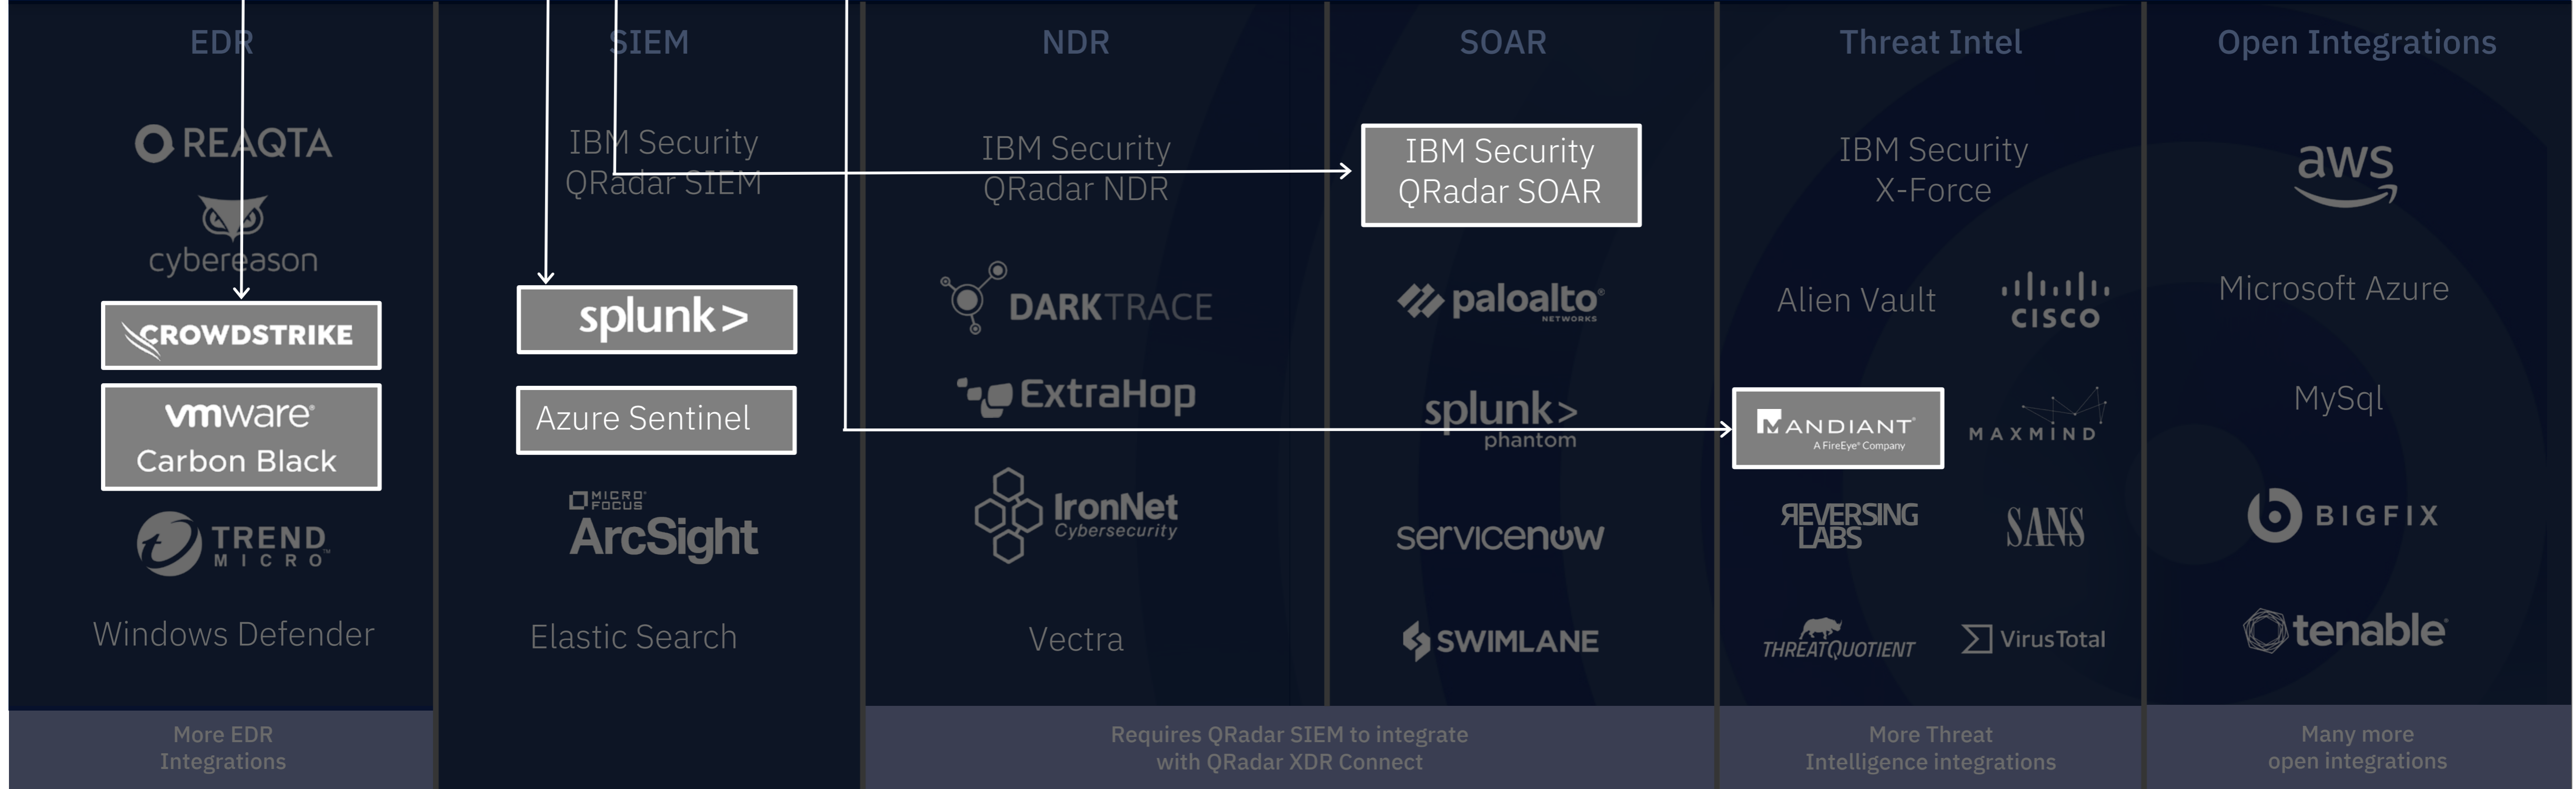 EDR
SIEM
NDR
SOAR
Threat Intel
Open Integrations
REAQTA
cybereason
CROWDSTRIKE
vmware®
Carbon Black
TREND
MICRO™
Windows Defender
More EDR
Integrations
IBM Security
QRadar SIEM
splunk>
Azure Sentinel
MICRO®
FOCUS
ArcSight
Elastic Search
IBM Security
QRadar NDR
DARKTRACE
ExtraHop
IronNet
Cybersecurity
Vectra
IBM Security
QRadar SOAR
paloalto®
NETWORKS
splunk>
phantom
servicenow
SWIMLANE
Requires QRadar SIEM to integrate
with QRadar XDR Connect
IBM Security
X-Force
Alien Vault
CISCO
MANDIANT®
A FireEye® Company
MAXMIND
REVERSING
LABS
SANS
THREATQUOTIENT
VirusTotal
More Threat
Intelligence integrations
aws
Microsoft Azure
MySql
BIGFIX
tenable®
Many more
open integrations